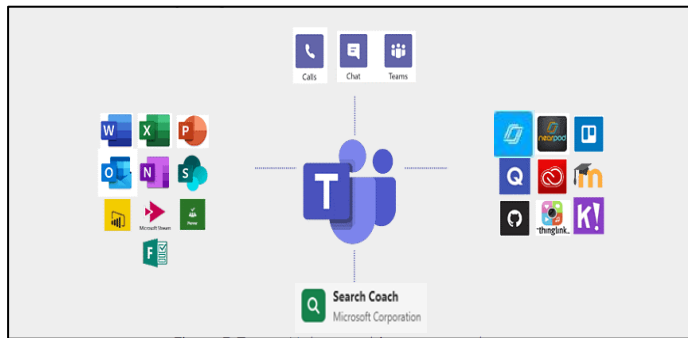 Calls Chat Teams
W X P
nearpod
O N S
T
Q
Microsoft Stream
thinglink..
K!
F
Search Coach
Microsoft Corporation